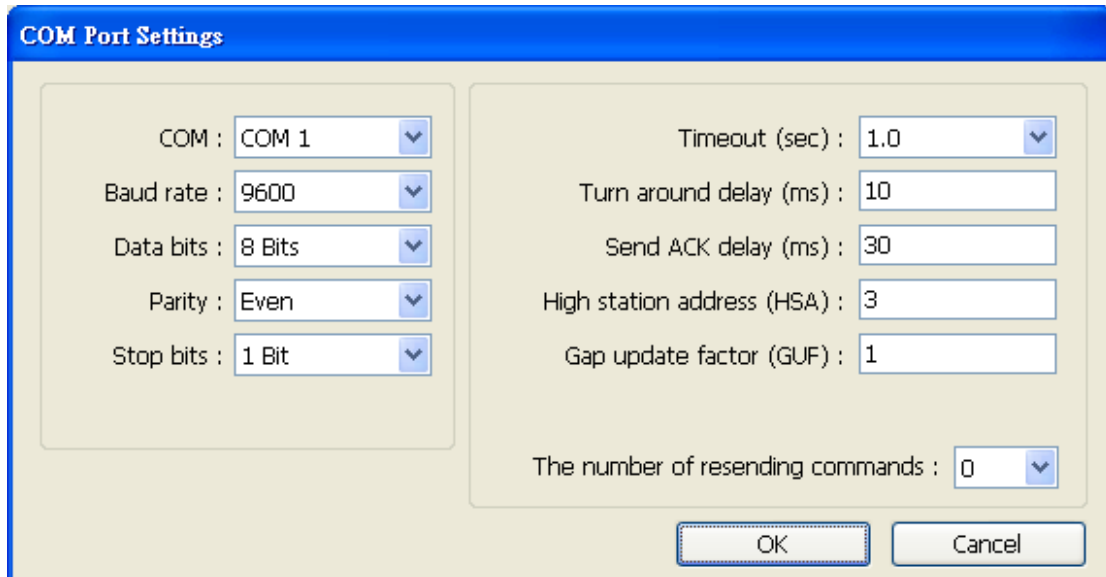 COM Port Settings
COM : COM 1
Baud rate : 9600
Data bits : 8 Bits
Parity : Even
Stop bits : 1 Bit
Timeout (sec) : 1.0
Turn around delay (ms) : 10
Send ACK delay (ms) : 30
High station address (HSA) : 3
Gap update factor (GUF) : 1
The number of resending commands : 0
OK
Cancel